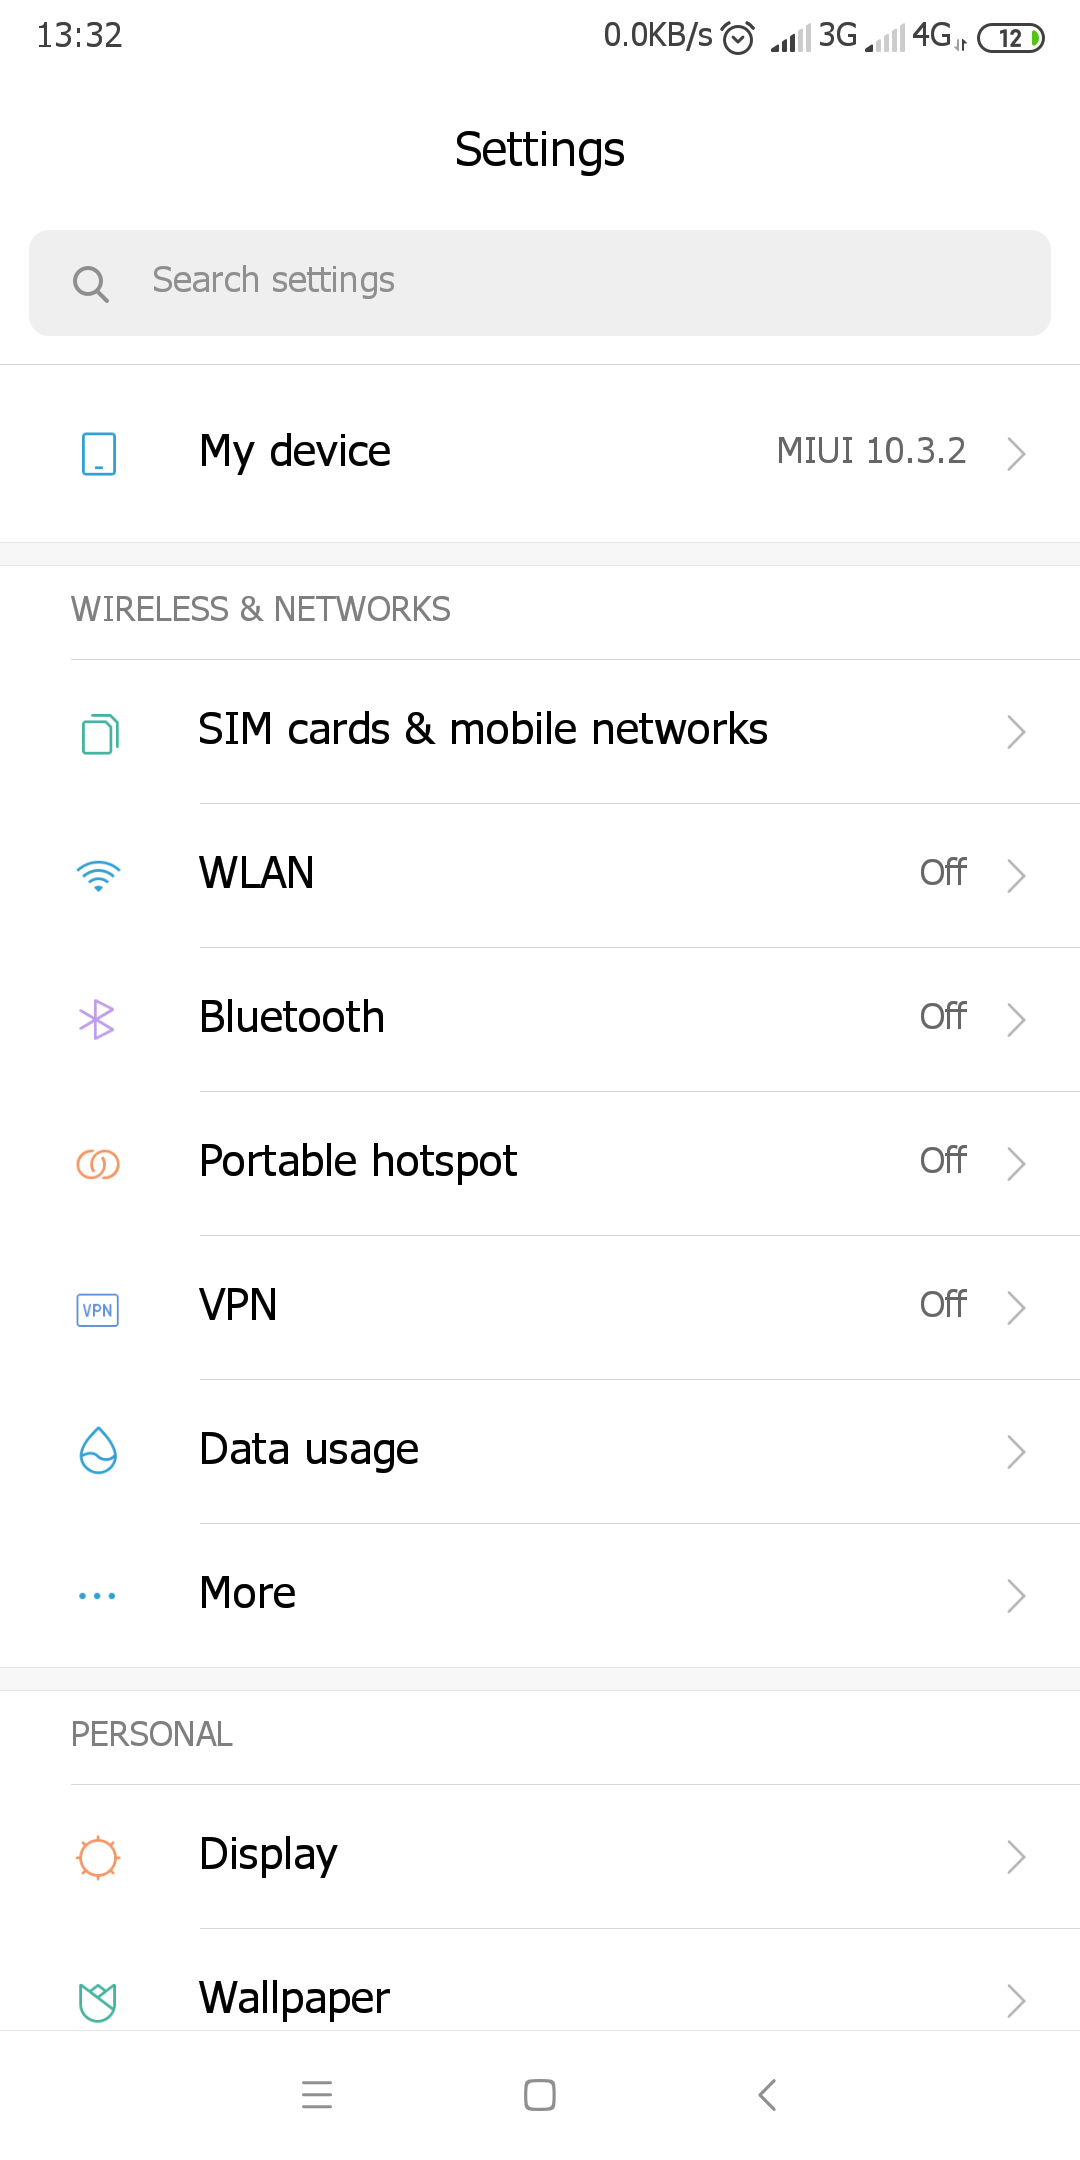 13:32 0.0KB/s 3G 4G 12
Settings
Search settings
My device MIUI 10.3.2
WIRELESS & NETWORKS
SIM cards & mobile networks
WLAN Off
Bluetooth Off
Portable hotspot Off
VPN VPN Off
Data usage
More
PERSONAL
Display
Wallpaper